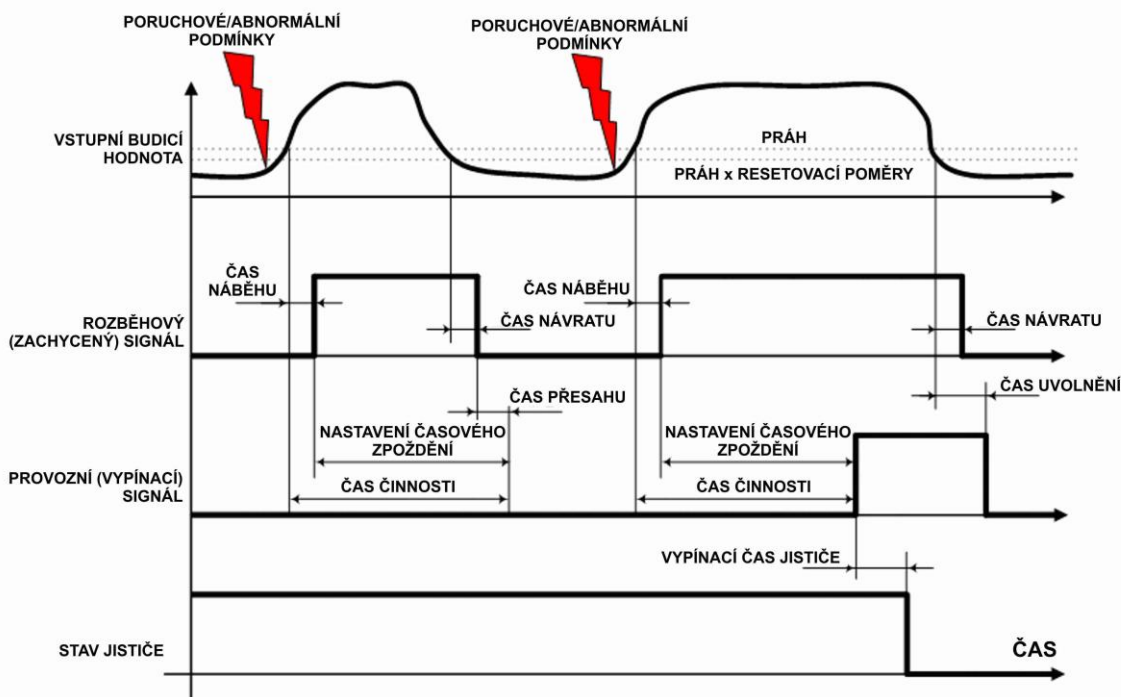 PORUCHOVÉ/ABNORMÁLNÍ
PODMÍNKY
PORUCHOVÉ/ABNORMÁLNÍ
PODMÍNKY
VSTUPNÍ BUDICÍ
HODNOTA
PRÁH
PRÁH x RESETOVACÍ POMĚRY
ČAS
NÁBĚHU
ČAS NÁBĚHU
ROZBĚHOVÝ
(ZACHYCENÝ) SIGNÁL
ČAS NÁVRATU
ČAS NÁVRATU
ČAS PŘESAHU
ČAS UVOLNĚNÍ
NASTAVENÍ ČASOVÉHO
ZPOŽDĚNÍ
NASTAVENÍ ČASOVÉHO
ZPOŽDĚNÍ
PROVOZNÍ (VYPÍNACÍ)
SIGNÁL
ČAS ČINNOSTI
ČAS ČINNOSTI
VYPÍNACÍ ČAS JISTIČE
STAV JISTIČE
ČAS